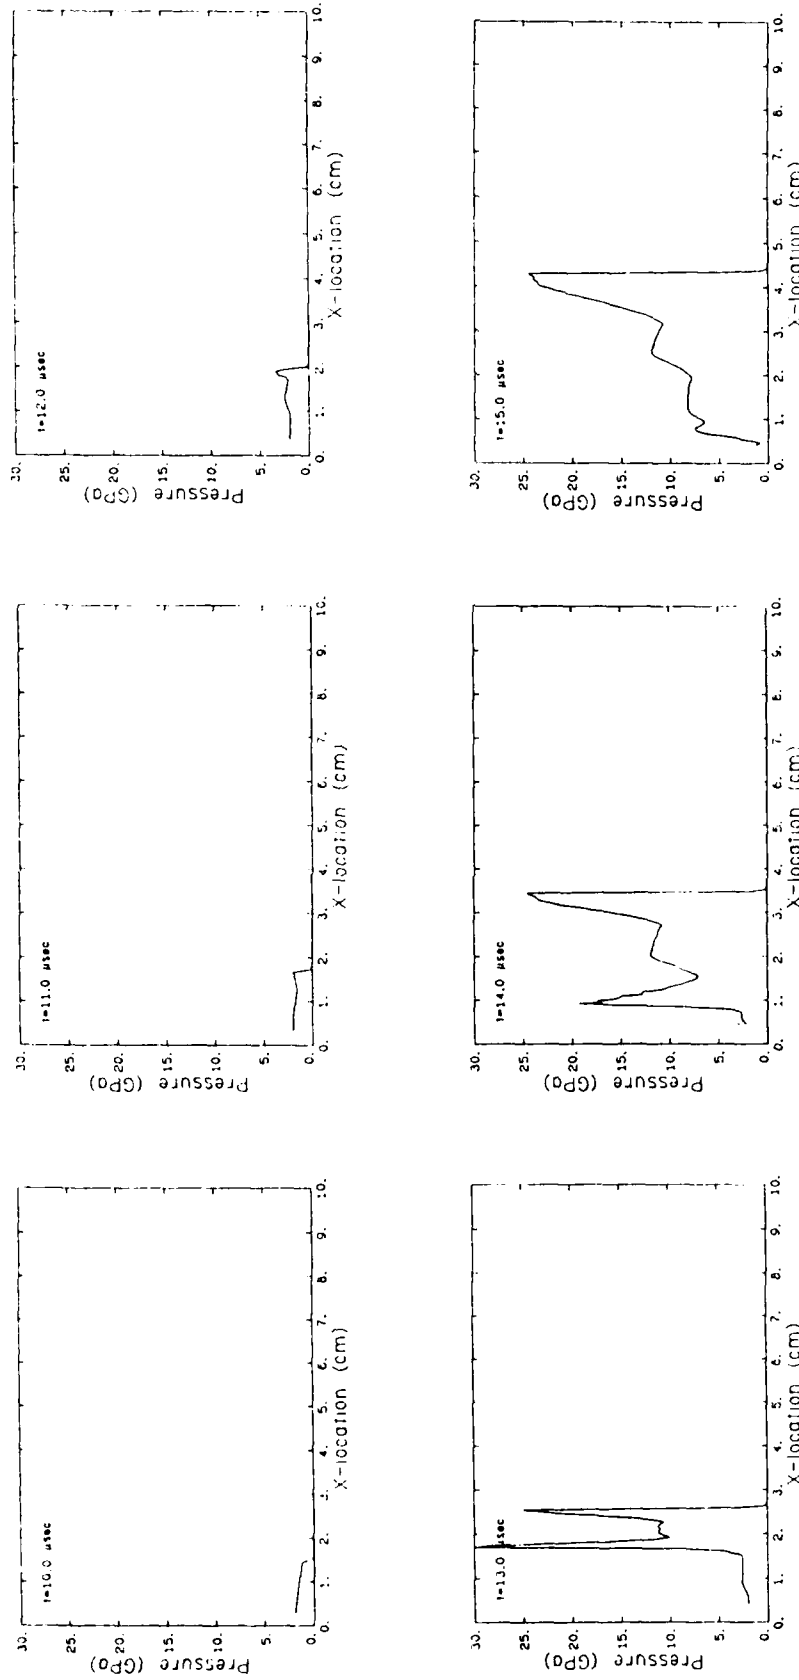 t=10.0 µsec
Pressure (GPa)
30.
25.
20.
15.
10.
5.
0.
0. 1. 2. 3. 4. 5. 6. 7. 8. 9. 10.
X-location (cm)
t=11.0 µsec
Pressure (GPa)
30.
25.
20.
15.
10.
5.
0.
0. 1. 2. 3. 4. 5. 6. 7. 8. 9. 10.
X-location (cm)
t=12.0 µsec
Pressure (GPa)
30.
25.
20.
15.
10.
5.
0.
0. 1. 2. 3. 4. 5. 6. 7. 8. 9. 10.
X-location (cm)
t=13.0 µsec
Pressure (GPa)
30.
25.
20.
15.
10.
5.
0.
0. 1. 2. 3. 4. 5. 6. 7. 8. 9. 10.
X-location (cm)
t=14.0 µsec
Pressure (GPa)
30.
25.
20.
15.
10.
5.
0.
0. 1. 2. 3. 4. 5. 6. 7. 8. 9. 10.
X-location (cm)
t=15.0 µsec
Pressure (GPa)
30.
25.
20.
15.
10.
5.
0.
0. 1. 2. 3. 4. 5. 6. 7. 8. 9. 10.
X-location (cm)